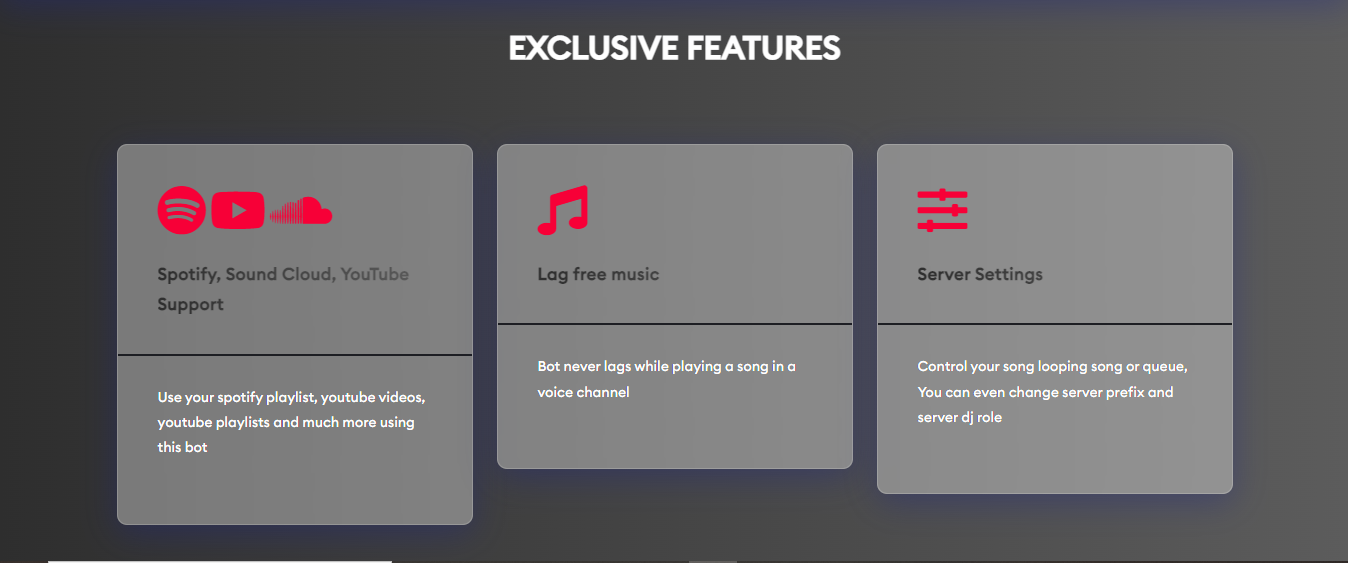 EXCLUSIVE FEATURES
Spotify, Sound Cloud, YouTube
Support
Use your spotify playlist, youtube videos,
youtube playlists and much more using
this bot
Lag free music
Bot never lags while playing a song in a
voice channel
Server Settings
Control your song looping song or queue,
You can even change server prefix and
server dj role